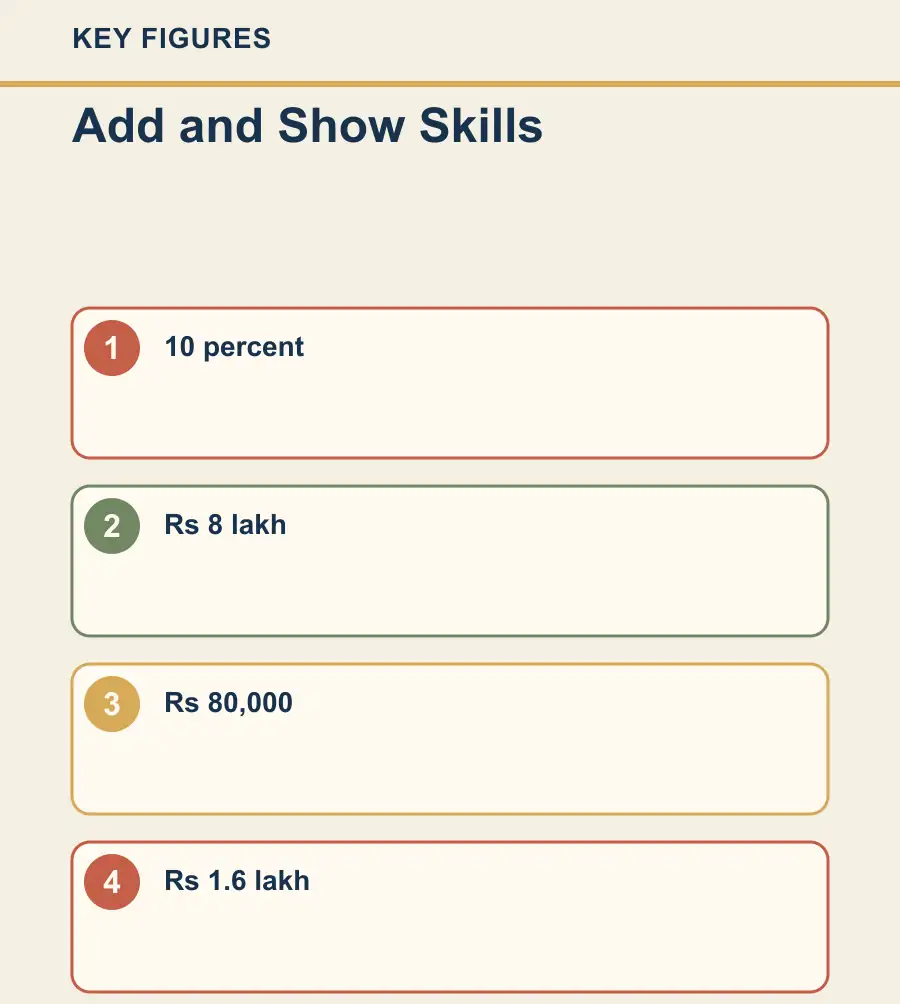 KEY FIGURES
Add and Show Skills
1 10 percent
2 Rs 8 lakh
3 Rs 80,000
4 Rs 1.6 lakh